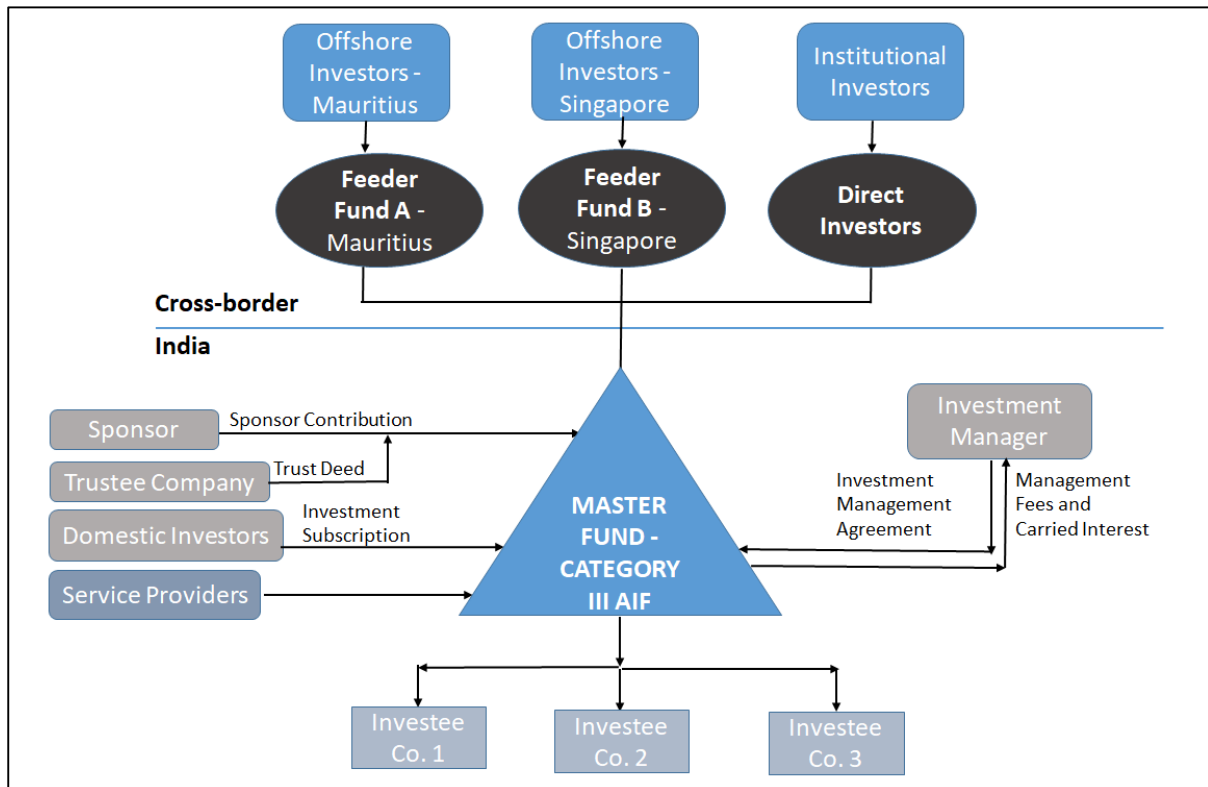 Offshore
Investors -
Mauritius
Offshore
Investors -
Singapore
Institutional
Investors
Feeder
Fund A -
Mauritius
Feeder
Fund B -
Singapore
Direct
Investors
Cross-border
India
Sponsor
Sponsor Contribution
Trustee Company
Trust Deed
Domestic Investors
Investment
Subscription
Service Providers
MASTER
FUND -
CATEGORY
III AIF
Investment
Manager
Investment
Management
Agreement
Management
Fees and
Carried Interest
Investee
Co. 1
Investee
Co. 2
Investee
Co. 3